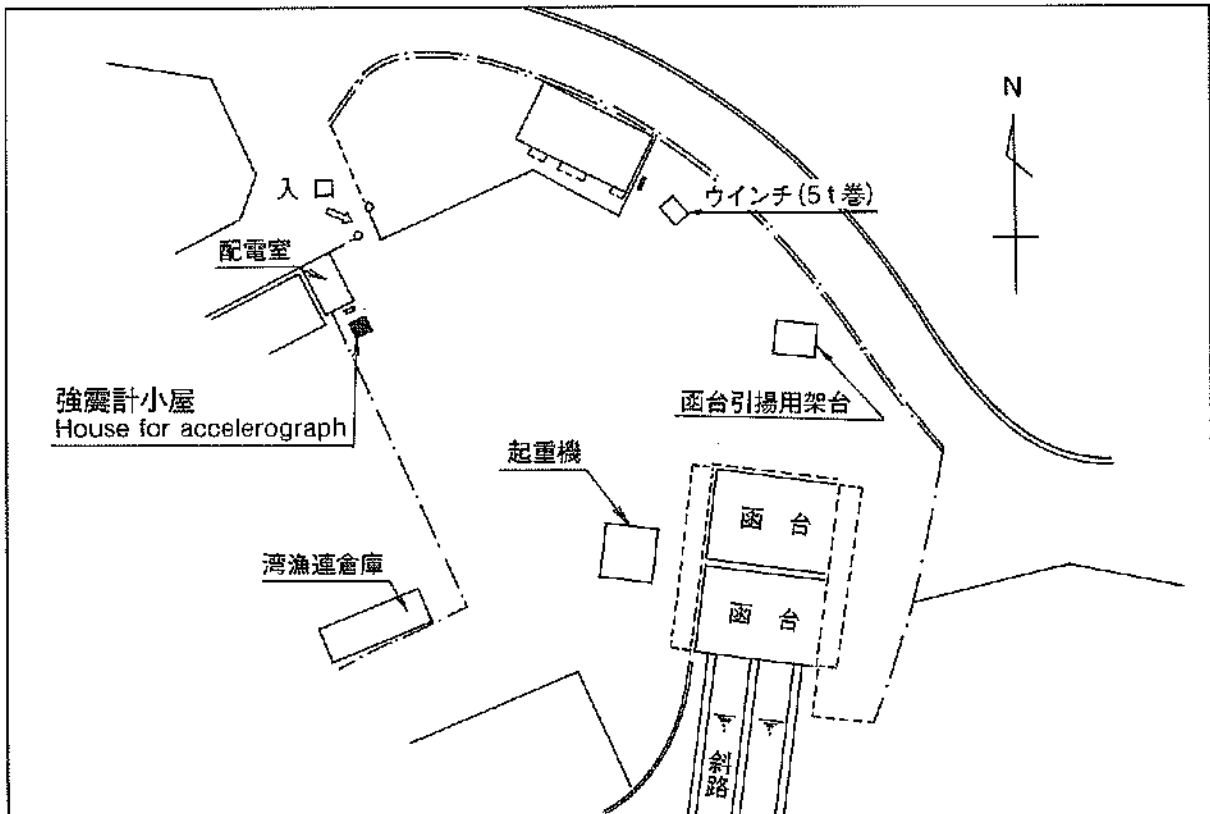 N
入口
ウインチ(5t巻)
配電室
強震計小屋
House for accelerograph
函台引揚用架台
起重機
函台
湾漁連倉庫
函台
斜路